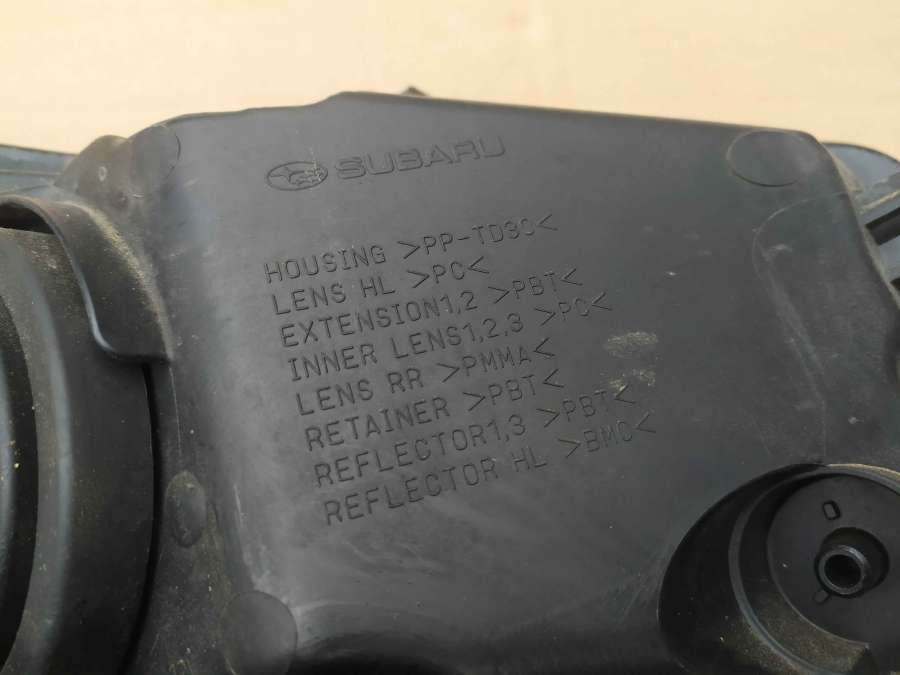 SUBARU
HOUSING >PP-TD30<
LENS HL >PC<
EXTENSION1,2 >PBT<
INNER LENS1,2,3 >PC<
LENS RR >PMMA<
RETAINER >PBT<
REFLECTOR1,3 >PBT<
REFLECTOR HL >BMC<
D